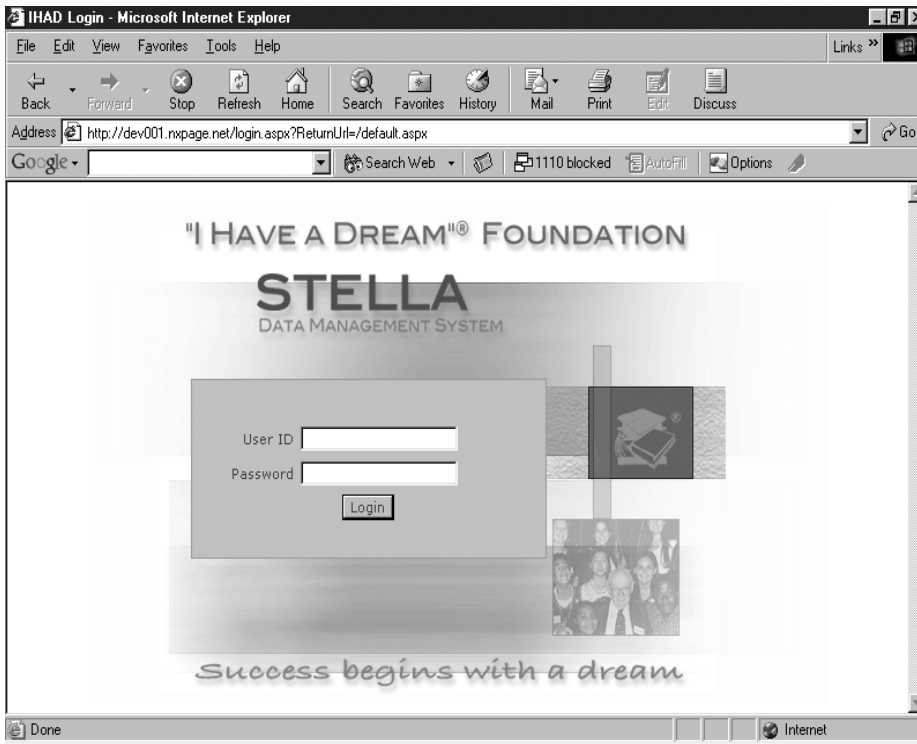 IHAD Login - Microsoft Internet Explorer
File Edit View Favorites Tools Help Links »
Back Forward Stop Refresh Home Search Favorites History Mail Print Edit Discuss
Address http://dev001.nxpage.net/login.aspx?ReturnUrl=/default.aspx Go
Google Search Web 1110 blocked AutoFill Options
"I HAVE A DREAM"® FOUNDATION
STELLA
DATA MANAGEMENT SYSTEM
User ID
Password
Login
®
Success begins with a dream
Done Internet